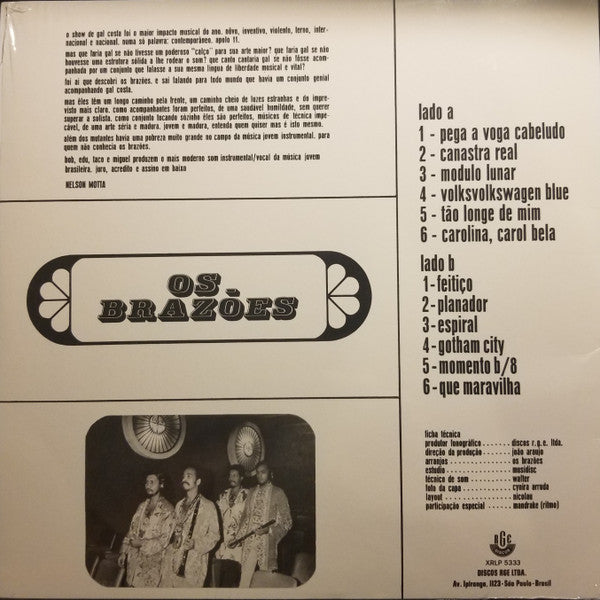 o show de gal costa foi o maior impacto musical do ano. nôvo, inventivo, violento, terno, inter-
nacional e nacional. numa só palavra: contemporâneo. apolo 11.
mas que faria gal se não tivesse um poderoso "calço" para sua arte maior? que faria gal se não
houvesse uma estrutura sólida a lhe rodear o som? que canto cantaria gal se não fôsse acom-
panhada por um conjunto que falasse a sua mesma língua de liberdade musical e vital?
foi aí que descobri os brazões. e saí falando para todo mundo que havia um conjunto genial
acompanhando gal costa.
mas êles têm um longo caminho pela frente, um caminho cheio de luzes estranhas e do impre-
visto mais claro. como acompanhantes foram perfeitos, de uma saudável humildade, sem querer
superar a solista. como conjunto tocando sòzinho êles são perfeitos, músicos de técnica impe-
cável, de uma arte séria e madura. jovem e madura, entenda quem quiser mas é isto mesmo.
além dos mutantes havia uma pobreza muito grande no campo da música jovem instrumental. para
quem não conhecia os brazões.
bob, edu, taco e miguel produzem o mais moderno som instrumental/vocal da música jovem
brasileira. juro, acredito e assino em baixo
NELSON MOTTA
OS
BRAZÕES
lado a
1 - pega a voga cabeludo
2 - canastra real
3 - modulo lunar
4 - volksvolkswagen blue
5 - tão longe de mim
6 - carolina, carol bela
lado b
1 - feitiço
2 - planador
3 - espiral
4 - gotham city
5 - momento b/8
6 - que maravilha
ficha técnica
produtor fonográfico ....... discos r.g.e. ltda.
direção da produção ....... joão araujo
arranjos ................ os brazões
estudio ................ musidisc
técnico de som .......... walter
foto da capa ............ cynira arruda
layout ................. nicolau
participação especial ..... mandrake (ritmo)
RGE
DISCOS
XRLP 5333
DISCOS RGE LTDA.
Av. Ipiranga, 1123 - São Paulo - Brasil